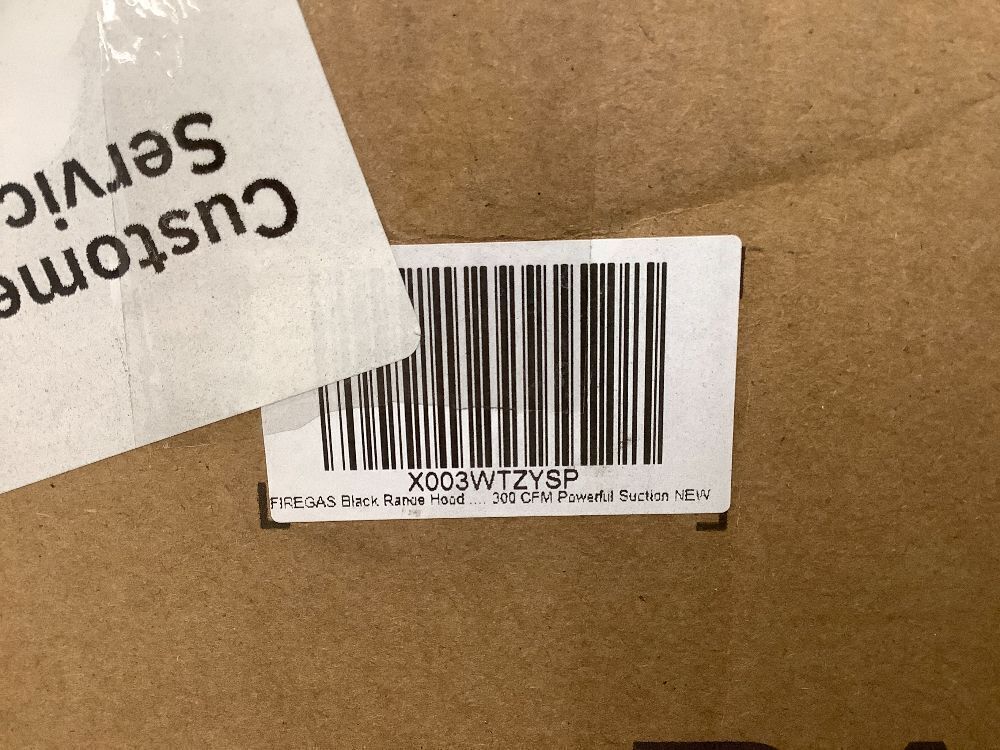 Custome
Servic
X003WTZYSP
FIREGAS Black Range Hood .... 300 CFM Powerful Suction NEW